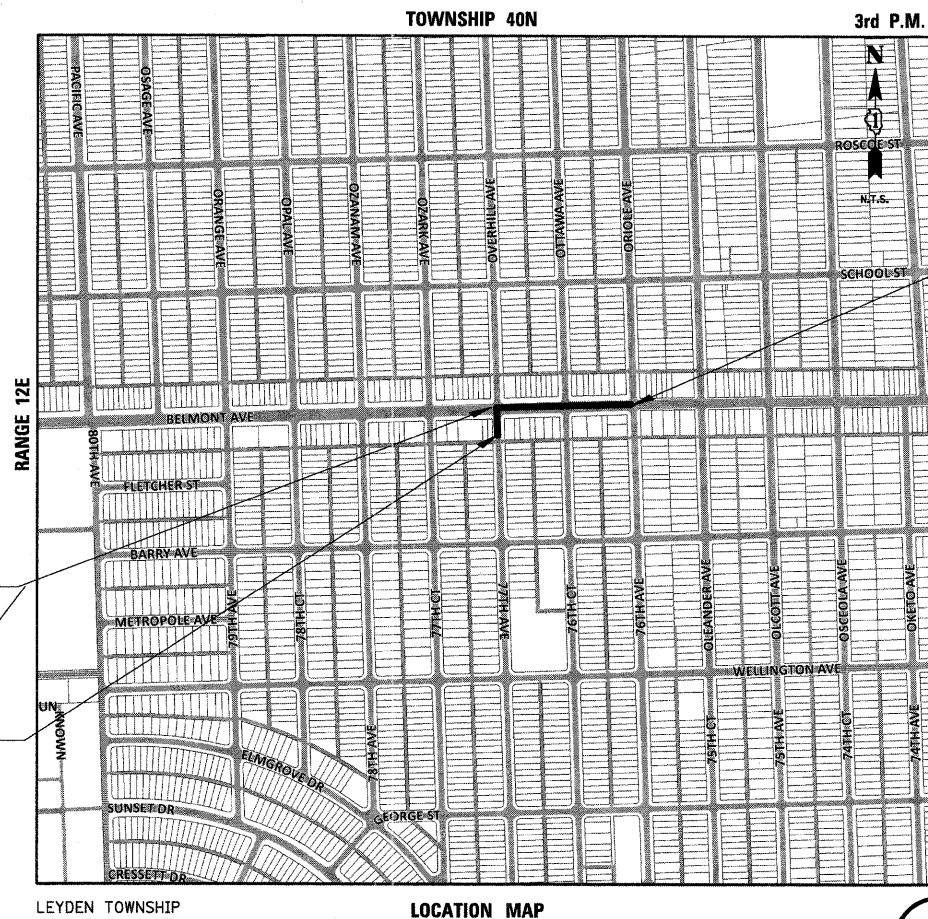 TOWNSHIP 40N
3rd P.M.
N
PACIFIC AVE
OSAGE AVE
ROSCOE ST
N.T.S.
ORANGE AVE
OPAL AVE
OZANAM AVE
OZARK AVE
OVERHILL AVE
OTTAWA AVE
ORIOLE AVE
SCHOOL ST
RANGE 12E
BELMONT AVE
80TH AVE
FLETCHER ST
BARRY AVE
METROPOLE AVE
79TH AVE
78TH CT
77TH CT
77TH AVE
76TH CT
76TH AVE
OLEANDER AVE
OLCOTT AVE
OSCEOLA AVE
OKETO AVE
WELLINGTON AVE
UNKNOWN
ELMGROVE DR
78TH AVE
75TH CT
75TH AVE
74TH CT
74TH AVE
SUNSET DR
GEORGE ST
CRESSETT DR
LEYDEN TOWNSHIP
LOCATION MAP